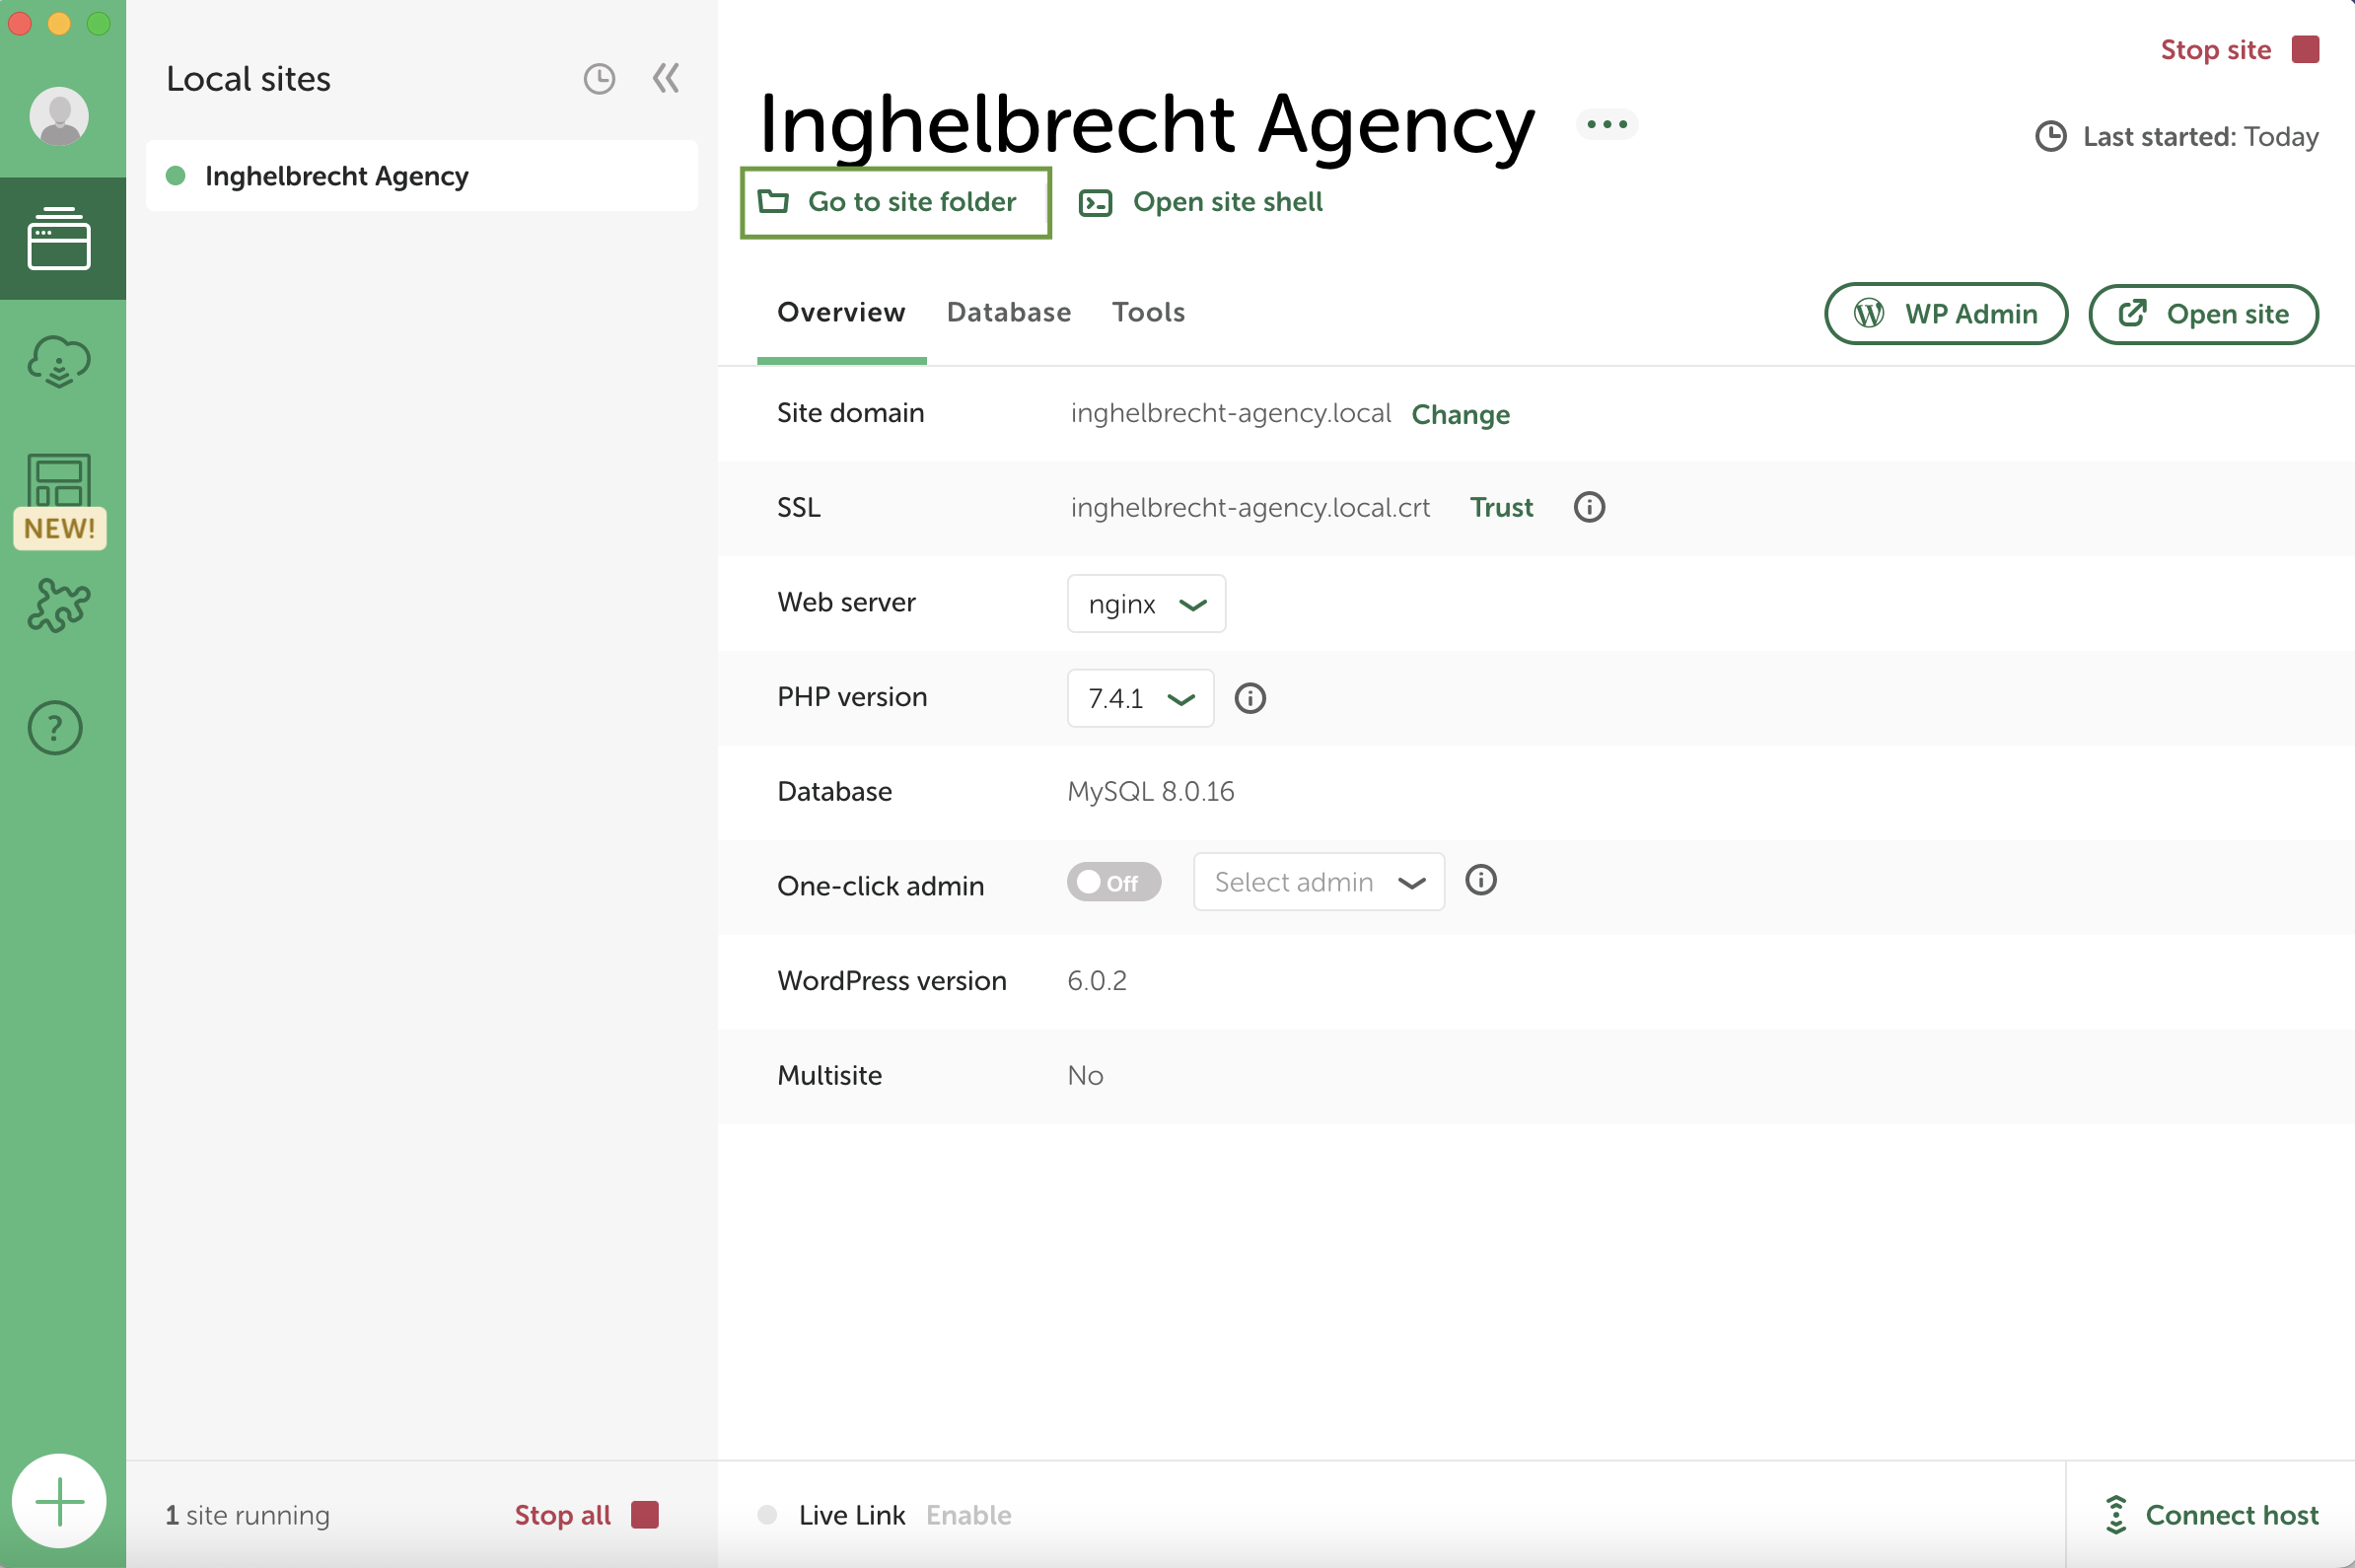 Local sites
Inghelbrecht Agency
NEW!
?
1 site running
Stop all
Stop site
Inghelbrecht Agency
Last started: Today
Go to site folder
Open site shell
Overview Database Tools
WP Admin
Open site
Site domain inghelbrecht-agency.local Change
SSL inghelbrecht-agency.local.crt Trust
Web server nginx
PHP version 7.4.1
Database MySQL 8.0.16
One-click admin Off Select admin
WordPress version 6.0.2
Multisite No
Live Link Enable
Connect host